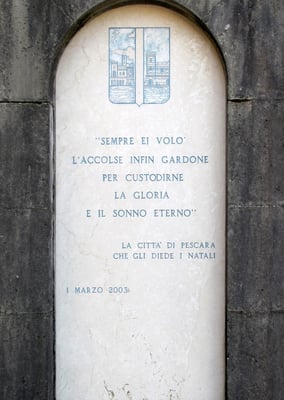 "SEMPRE EI VOLO'
L'ACCOLSE INFIN GARDONE
PER CUSTODIRNE
LA GLORIA
E IL SONNO ETERNO"
LA CITTA' DI PESCARA
CHE GLI DIEDE I NATALI
1 MARZO 2003